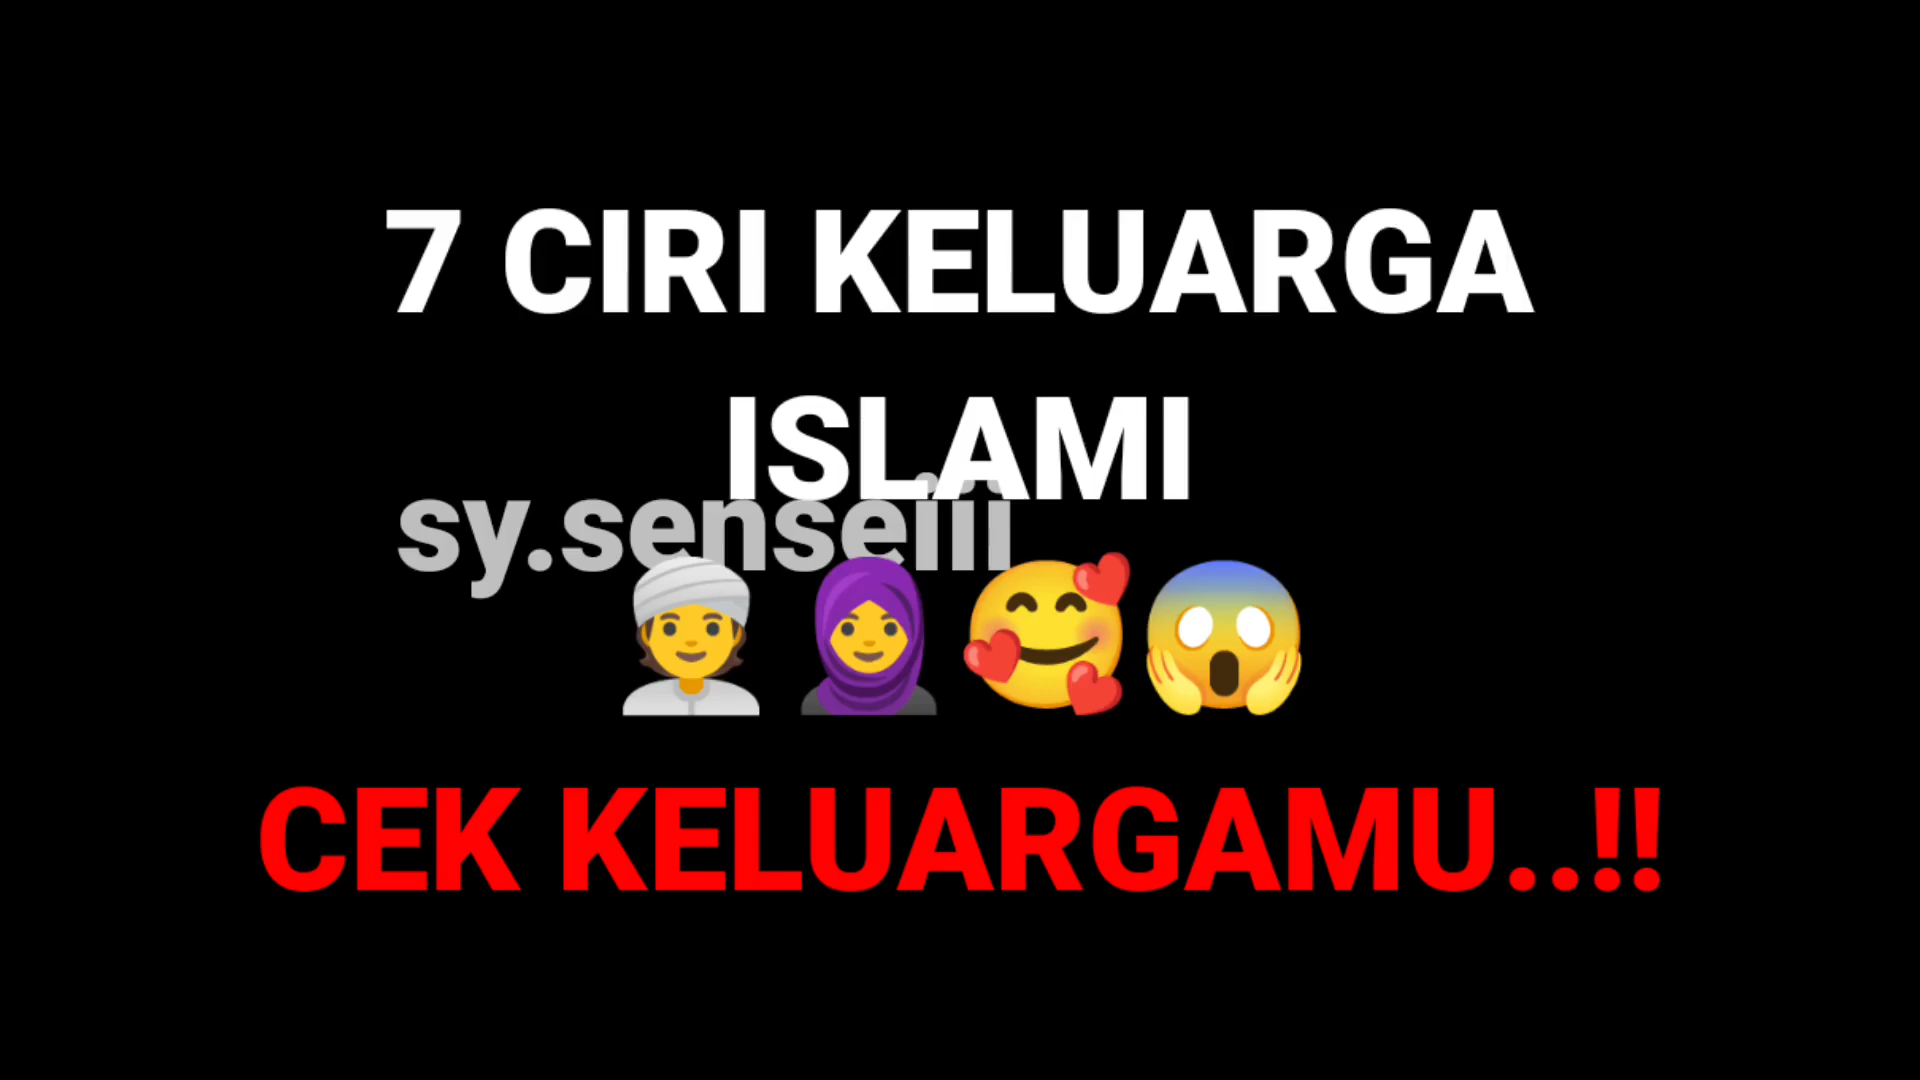 7 CIRI KELUARGA
ISLAMI
sy.senseiii
👳👩‍🦱🥰😱
CEK KELUARGAMU..!!